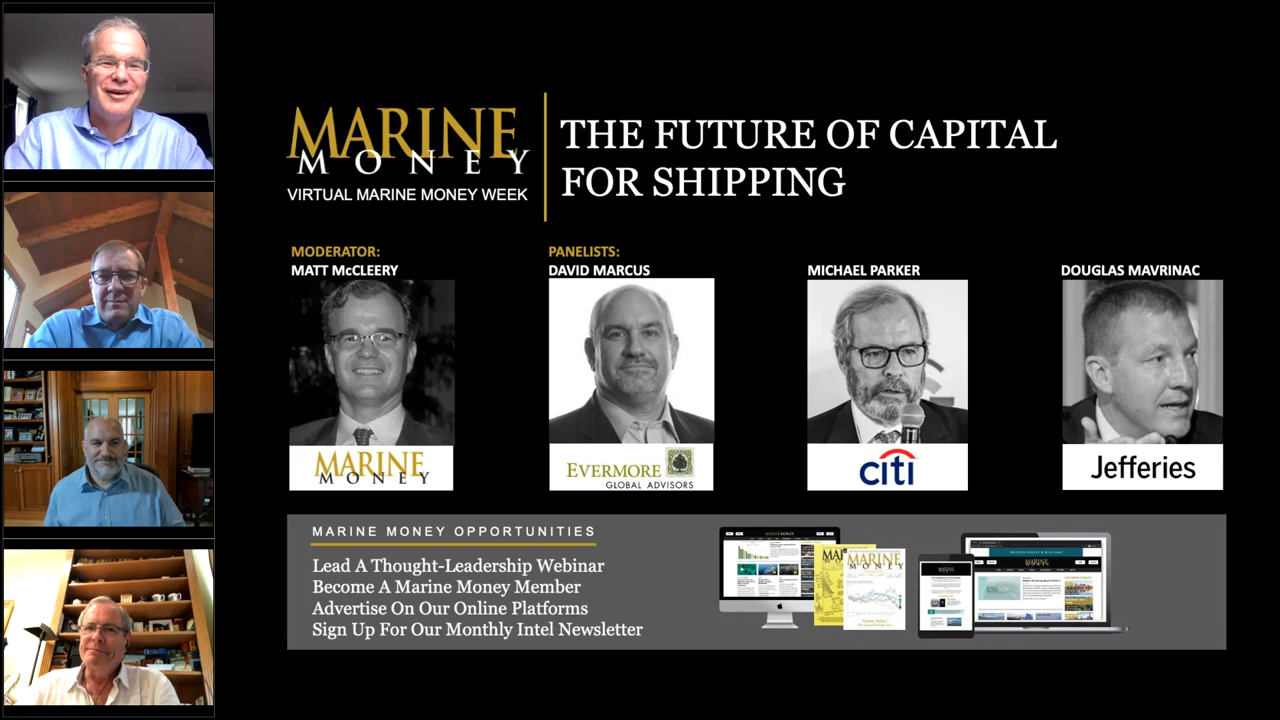 MARINE
MONEY
VIRTUAL MARINE MONEY WEEK
THE FUTURE OF CAPITAL
FOR SHIPPING
MODERATOR:
MATT McCLEERY
PANELISTS:
DAVID MARCUS
MICHAEL PARKER
DOUGLAS MAVRINAC
MARINE
MONEY
EVERMORE
GLOBAL ADVISORS
citi
Jefferies
MARINE MONEY OPPORTUNITIES
Lead A Thought-Leadership Webinar
Become A Marine Money Member
Advertise On Our Online Platforms
Sign Up For Our Monthly Intel Newsletter
MARINE
MONEY